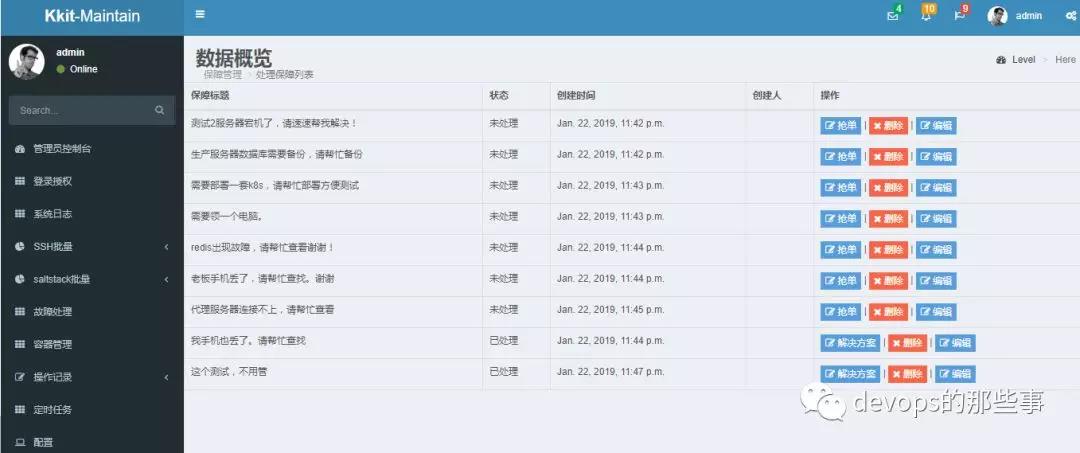 Kkit-Maintain
4
10
9
admin
admin
Online
Search...
管理员控制台
登录授权
系统日志
SSH批量
saltstack批量
故障处理
容器管理
操作记录
定时任务
配置
数据概览
Level > Here
保障管理 > 处理保障列表
保障标题 状态 创建时间 创建人 操作
测试2服务器宕机了，请速速帮我解决！ 未处理 Jan. 22, 2019, 11:42 p.m. 抢单 | 删除 | 编辑
生产服务器数据库需要备份，请帮忙备份 未处理 Jan. 22, 2019, 11:42 p.m. 抢单 | 删除 | 编辑
需要部署一套k8s，请帮忙部署方便测试 未处理 Jan. 22, 2019, 11:43 p.m. 抢单 | 删除 | 编辑
需要领一个电脑。 未处理 Jan. 22, 2019, 11:43 p.m. 抢单 | 删除 | 编辑
redis出现故障，请帮忙查看谢谢！ 未处理 Jan. 22, 2019, 11:44 p.m. 抢单 | 删除 | 编辑
老板手机丢了，请帮忙查找。谢谢 未处理 Jan. 22, 2019, 11:44 p.m. 抢单 | 删除 | 编辑
代理服务器连接不上，请帮忙查看 未处理 Jan. 22, 2019, 11:45 p.m. 抢单 | 删除 | 编辑
我手机也丢了。请帮忙查找 已处理 Jan. 22, 2019, 11:44 p.m. 解决方案 | 删除 | 编辑
这个测试，不用管 已处理 Jan. 22, 2019, 11:47 p.m. 解决方案 | 删除 | 编辑
devops的那些事